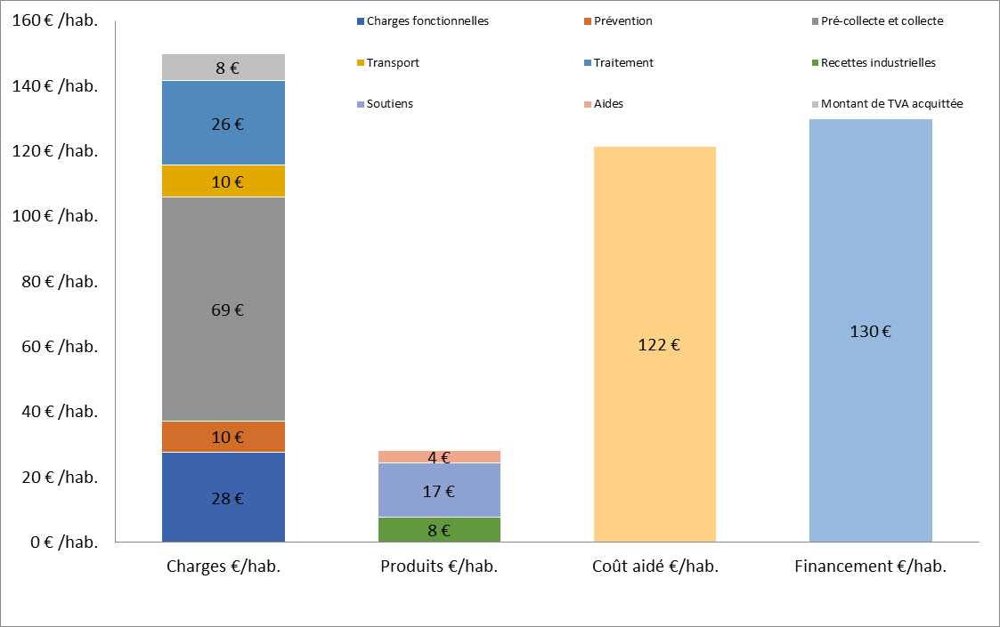 160 € /hab.
140 € /hab.
120 € /hab.
100 € /hab.
80 € /hab.
60 € /hab.
40 € /hab.
20 € /hab.
0 € /hab.
Charges fonctionnelles
Prévention
Pré-collecte et collecte
Transport
Traitement
Recettes industrielles
Soutiens
Aides
Montant de TVA acquittée
8 €
26 €
10 €
69 €
10 €
28 €
4 €
17 €
8 €
122 €
130 €
Charges €/hab.
Produits €/hab.
Coût aidé €/hab.
Financement €/hab.